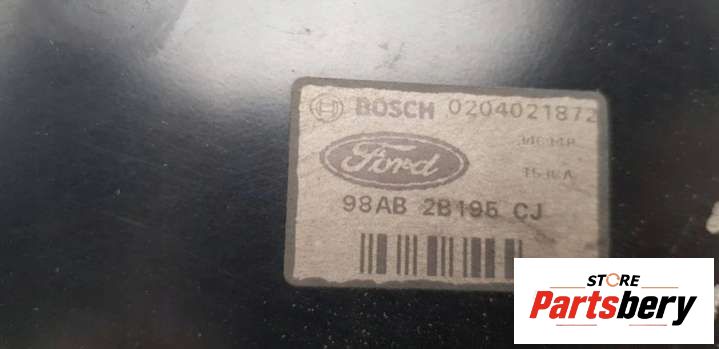 BOSCH 0204021872
Ford
98AB 2B195 CJ
STORE
Partsbery